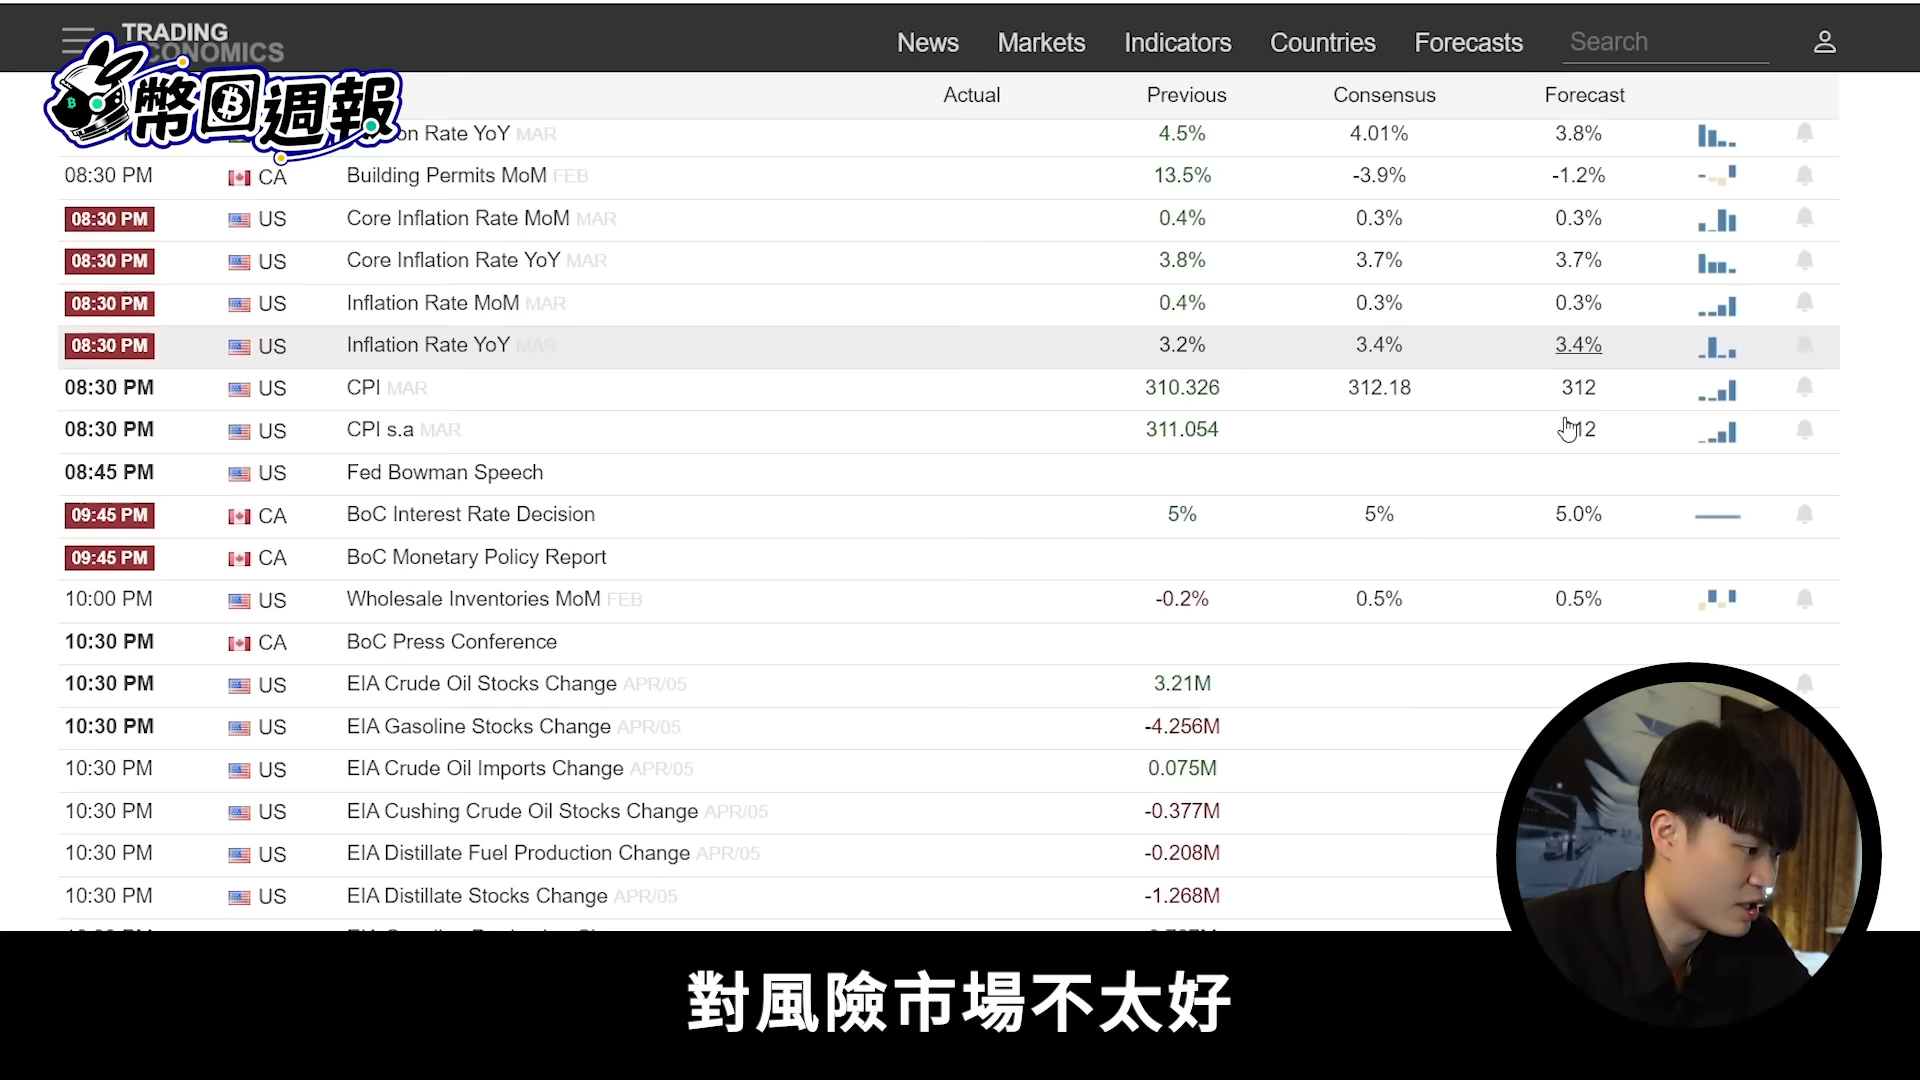 TRADING
ECONOMICS
News Markets Indicators Countries Forecasts Search
幣圈週報
Actual Previous Consensus Forecast
on Rate YoY MAR 4.5% 4.01% 3.8%
08:30 PM CA Building Permits MoM FEB 13.5% -3.9% -1.2%
08:30 PM US Core Inflation Rate MoM MAR 0.4% 0.3% 0.3%
08:30 PM US Core Inflation Rate YoY MAR 3.8% 3.7% 3.7%
08:30 PM US Inflation Rate MoM MAR 0.4% 0.3% 0.3%
08:30 PM US Inflation Rate YoY MAR 3.2% 3.4% 3.4%
08:30 PM US CPI MAR 310.326 312.18 312
08:30 PM US CPI s.a MAR 311.054 12
08:45 PM US Fed Bowman Speech
09:45 PM CA BoC Interest Rate Decision 5% 5% 5.0%
09:45 PM CA BoC Monetary Policy Report
10:00 PM US Wholesale Inventories MoM FEB -0.2% 0.5% 0.5%
10:30 PM CA BoC Press Conference
10:30 PM US EIA Crude Oil Stocks Change APR/05 3.21M
10:30 PM US EIA Gasoline Stocks Change APR/05 -4.256M
10:30 PM US EIA Crude Oil Imports Change APR/05 0.075M
10:30 PM US EIA Cushing Crude Oil Stocks Change APR/05 -0.377M
10:30 PM US EIA Distillate Fuel Production Change APR/05 -0.208M
10:30 PM US EIA Distillate Stocks Change APR/05 -1.268M
對風險市場不太好